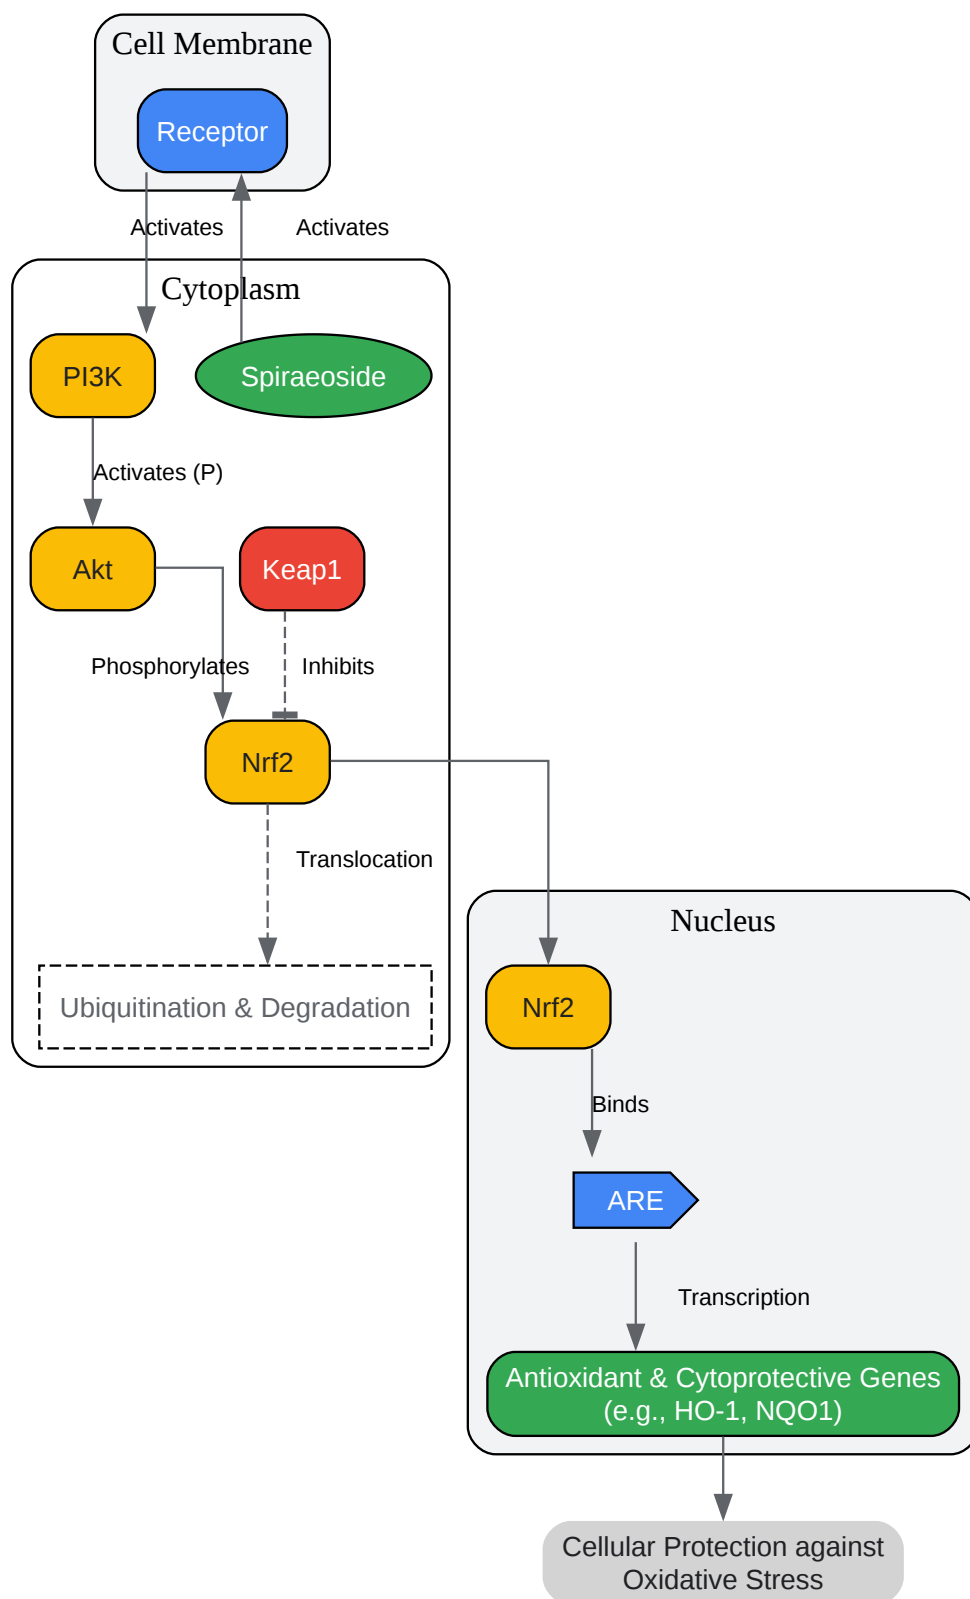 Cell Membrane
Receptor
Activates
Activates
Cytoplasm
PI3K
Spiraeoside
Activates (P)
Akt
Keap1
Phosphorylates
Inhibits
Nrf2
Translocation
Nucleus
Ubiquitination & Degradation
Nrf2
Binds
ARE
Transcription
Antioxidant & Cytoprotective Genes
(e.g., HO-1, NQO1)
Cellular Protection against
Oxidative Stress